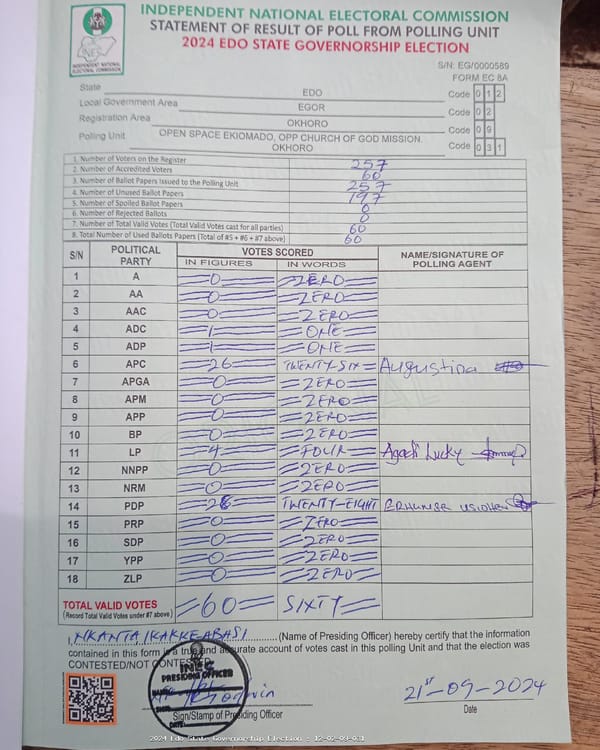 INDEPENDENT NATIONAL ELECTORAL COMMISSION
STATEMENT OF RESULT OF POLL FROM POLLING UNIT
2024 EDO STATE GOVERNORSHIP ELECTION
INEC
INDEPENDENT NATIONAL
ELECTORAL COMMISSION
S/N: EG/0000589
FORM EC 8A
State EDO Code 0 1 2
Local Government Area EGOR Code 0 2
Registration Area OKHORO Code 0 9
Polling Unit OPEN SPACE EKIOMADO, OPP CHURCH OF GOD MISSION. OKHORO Code 0 3 1
1. Number of Voters on the Register 257
2. Number of Accredited Voters 60
3. Number of Ballot Papers Issued to the Polling Unit 257
4. Number of Unused Ballot Papers 197
5. Number of Spoiled Ballot Papers 0
6. Number of Rejected Ballots 0
7. Number of Total Valid Votes (Total Valid Votes cast for all parties) 60
8. Total Number of Used Ballots Papers (Total of #5 + #6 + #7 above) 60
S/N POLITICAL PARTY VOTES SCORED NAME/SIGNATURE OF POLLING AGENT
IN FIGURES IN WORDS
1 A 0 ZERO
2 AA 0 ZERO
3 AAC 0 ZERO
4 ADC 1 ONE
5 ADP 1 ONE
6 APC 26 TWENTY-SIX Augustina
7 APGA 0 ZERO
8 APM 0 ZERO
9 APP 0 ZERO
10 BP 0 ZERO
11 LP 4 FOUR Agadi Lucky
12 NNPP 0 ZERO
13 NRM 0 ZERO
14 PDP 28 TWENTY-EIGHT
15 PRP 0 ZERO
16 SDP 0 ZERO
17 YPP 0 ZERO
18 ZLP 0 ZERO
TOTAL VALID VOTES 60 SIXTY
(Record Total Valid Votes under #7 above)
I, NKANTA, IKAKKEABASI (Name of Presiding Officer) hereby certify that the information
contained in this form is a true and accurate account of votes cast in this polling Unit and that the election was
CONTESTED/NOT CONTESTED.
INEC
PRESIDING OFFICER
NAME
SIGN
DATE
21st-09-2024
Sign/Stamp of Presiding Officer
Date
2024 Edo State Governorship Election : 12-02-09-031